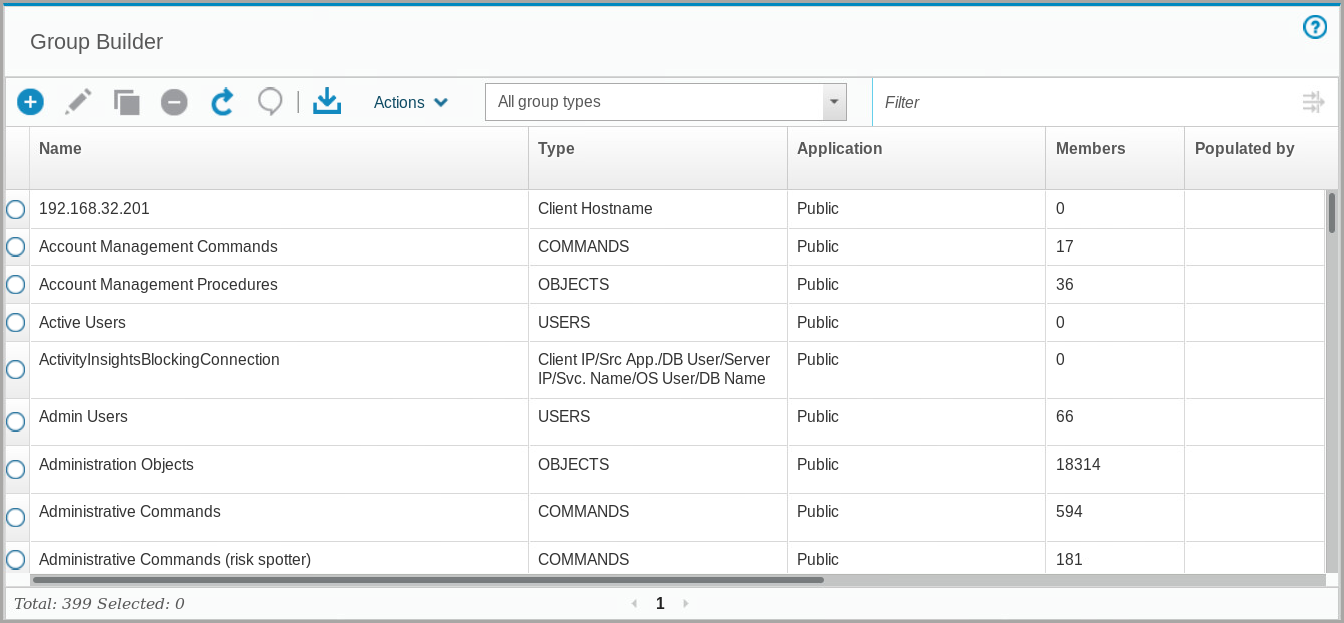 Group Builder
Actions
All group types
Filter
Name Type Application Members Populated by
192.168.32.201 Client Hostname Public 0
Account Management Commands COMMANDS Public 17
Account Management Procedures OBJECTS Public 36
Active Users USERS Public 0
ActivityInsightsBlockingConnection Client IP/Src App./DB User/Server Public 0
IP/Svc. Name/OS User/DB Name
Admin Users USERS Public 66
Administration Objects OBJECTS Public 18314
Administrative Commands COMMANDS Public 594
Administrative Commands (risk spotter) COMMANDS Public 181
Total: 399 Selected: 0 1